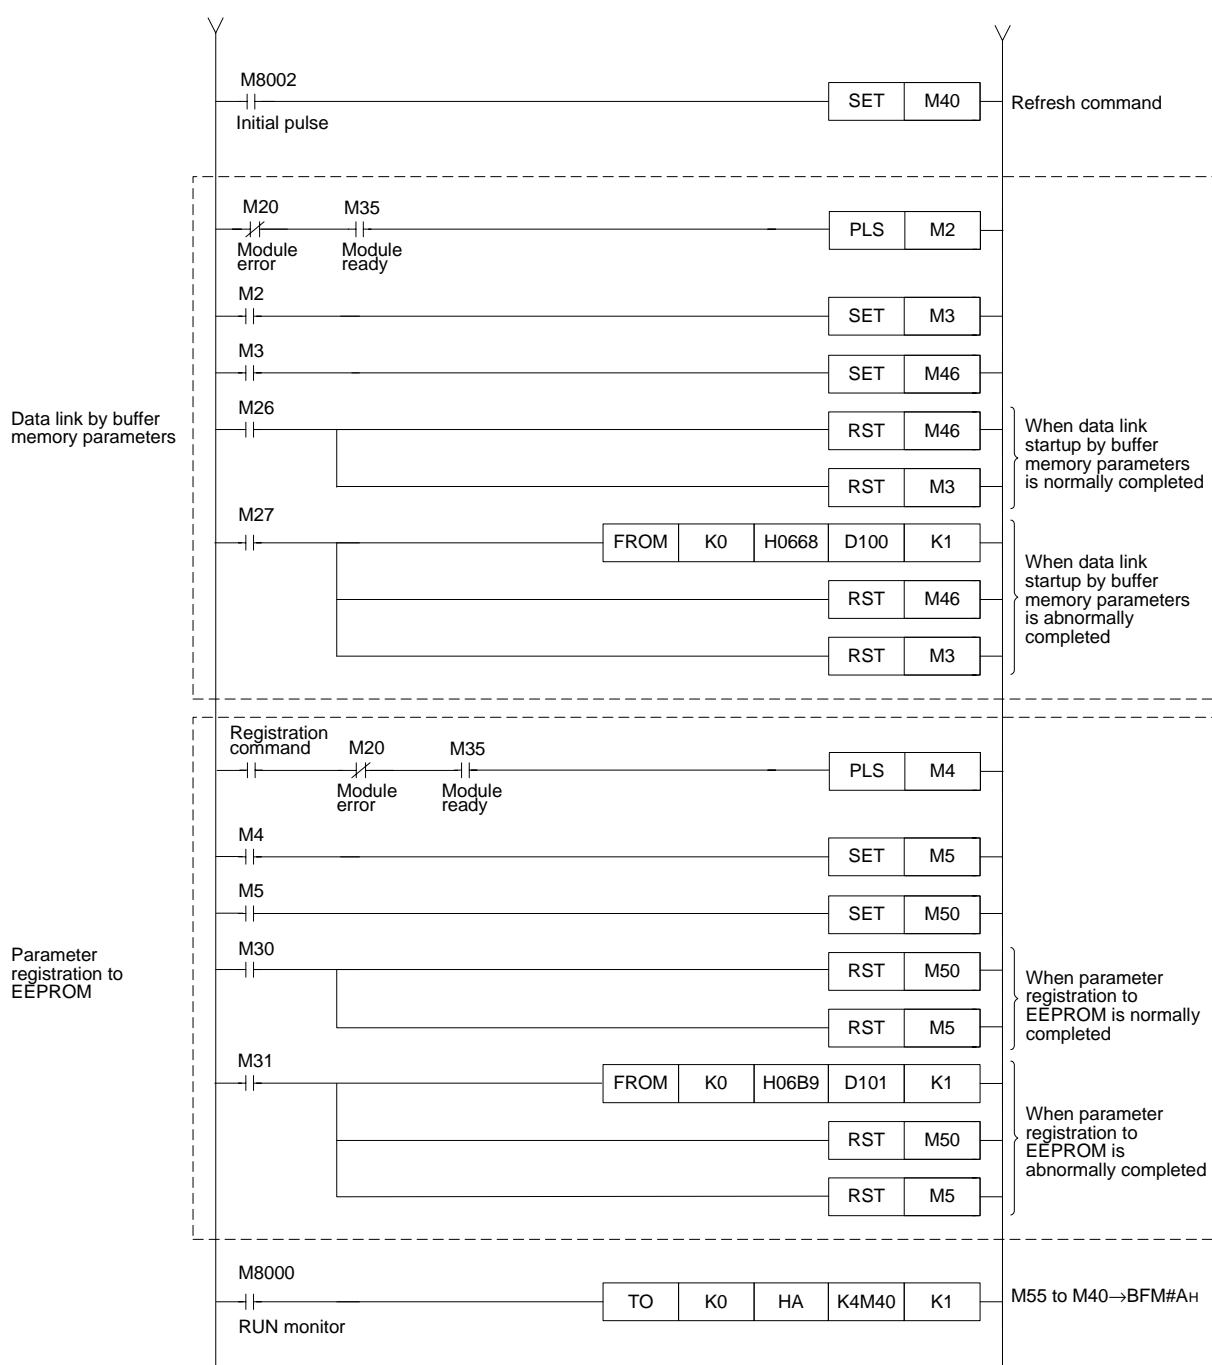 M8002
SET M40 Refresh command
Initial pulse
M20 M35
PLS M2
Module error
Module ready
M2
SET M3
M3
SET M46
Data link by buffer
memory parameters
M26
RST M46
RST M3
When data link
startup by buffer
memory parameters
is normally completed
M27
FROM K0 H0668 D100 K1
RST M46
RST M3
When data link
startup by buffer
memory parameters
is abnormally
completed
Registration
command M20 M35
PLS M4
Module error
Module ready
M4
SET M5
M5
SET M50
Parameter
registration to
EEPROM
M30
RST M50
RST M5
When parameter
registration to
EEPROM is normally
completed
M31
FROM K0 H06B9 D101 K1
RST M50
RST M5
When parameter
registration to
EEPROM is
abnormally completed
M8000
TO K0 HA K4M40 K1 M55 to M40→BFM#AH
RUN monitor